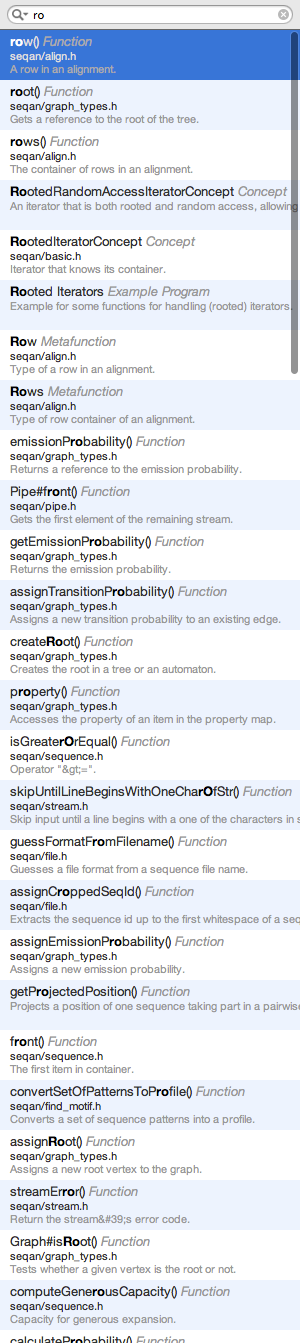 ro
row() Function
seqan/align.h
A row in an alignment.
root() Function
seqan/graph_types.h
Gets a reference to the root of the tree.
rows() Function
seqan/align.h
The container of rows in an alignment.
RootedRandomAccessIteratorConcept Concept
An iterator that is both rooted and random access, allowing
RootedIteratorConcept Concept
seqan/basic.h
Iterator that knows its container.
Rooted Iterators Example Program
Example for some functions for handling (rooted) iterators.
Row Metafunction
seqan/align.h
Type of a row in an alignment.
Rows Metafunction
seqan/align.h
Type of row container of an alignment.
emissionProbability() Function
seqan/graph_types.h
Returns a reference to the emission probability.
Pipe#front() Function
seqan/pipe.h
Gets the first element of the remaining stream.
getEmissionProbability() Function
seqan/graph_types.h
Returns the emission probability.
assignTransitionProbability() Function
seqan/graph_types.h
Assigns a new transition probability to an existing edge.
createRoot() Function
seqan/graph_types.h
Creates the root in a tree or an automaton.
property() Function
seqan/graph_types.h
Accesses the property of an item in the property map.
isGreaterOrEqual() Function
seqan/sequence.h
Operator "&gt;=".
skipUntilLineBeginsWithOneCharOfStr() Function
seqan/stream.h
Skip input until a line begins with a one of the characters in s
guessFormatFromFilename() Function
seqan/file.h
Guesses a file format from a sequence file name.
assignCroppedSeqId() Function
seqan/file.h
Extracts the sequence id up to the first whitespace of a seq
assignEmissionProbability() Function
seqan/graph_types.h
Assigns a new emission probability.
getProjectedPosition() Function
Projects a position of one sequence taking part in a pairwise
front() Function
seqan/sequence.h
The first item in container.
convertSetOfPatternsToProfile() Function
seqan/find_motif.h
Converts a set of sequence patterns into a profile.
assignRoot() Function
seqan/graph_types.h
Assigns a new root vertex to the graph.
streamError() Function
seqan/stream.h
Return the stream&#39;s error code.
Graph#isRoot() Function
seqan/graph_types.h
Tests whether a given vertex is the root or not.
computeGenerousCapacity() Function
seqan/sequence.h
Capacity for generous expansion.
calculateProbability() Function